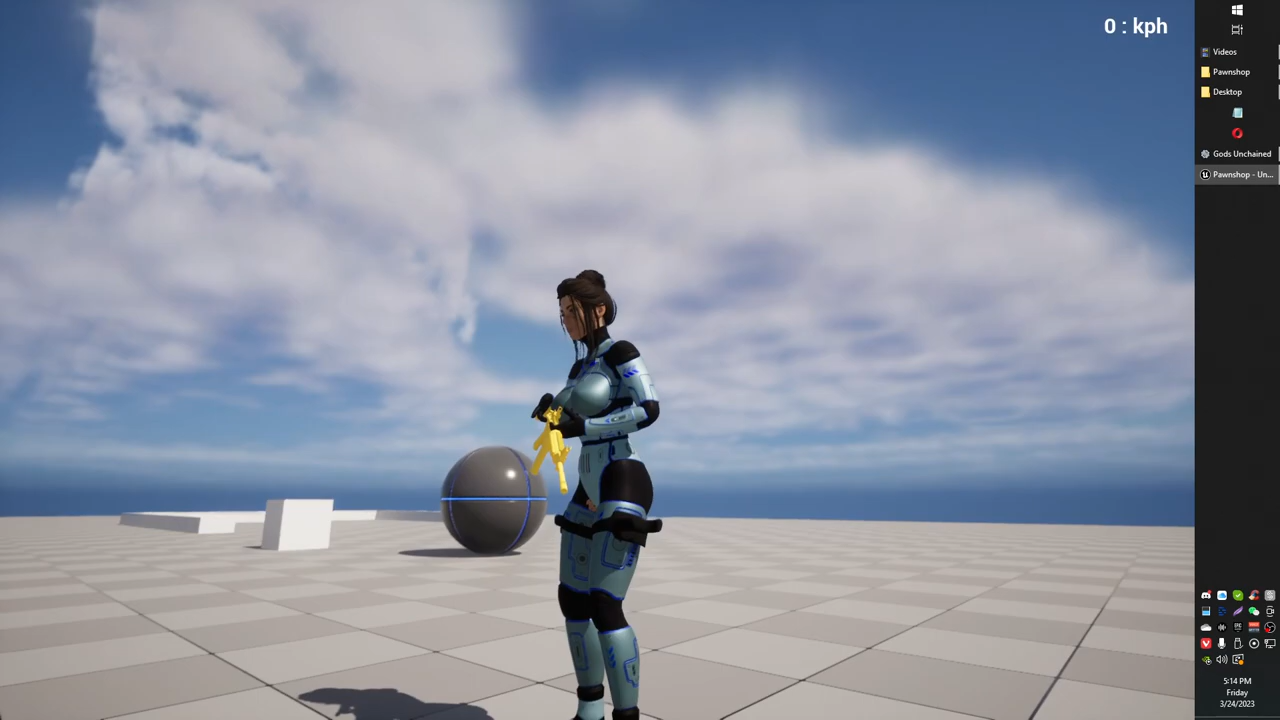 0 : kph
Videos
Pawnshop
Desktop
Gods Unchained
Pawnshop - Un...
5:14 PM
Friday
3/24/2023